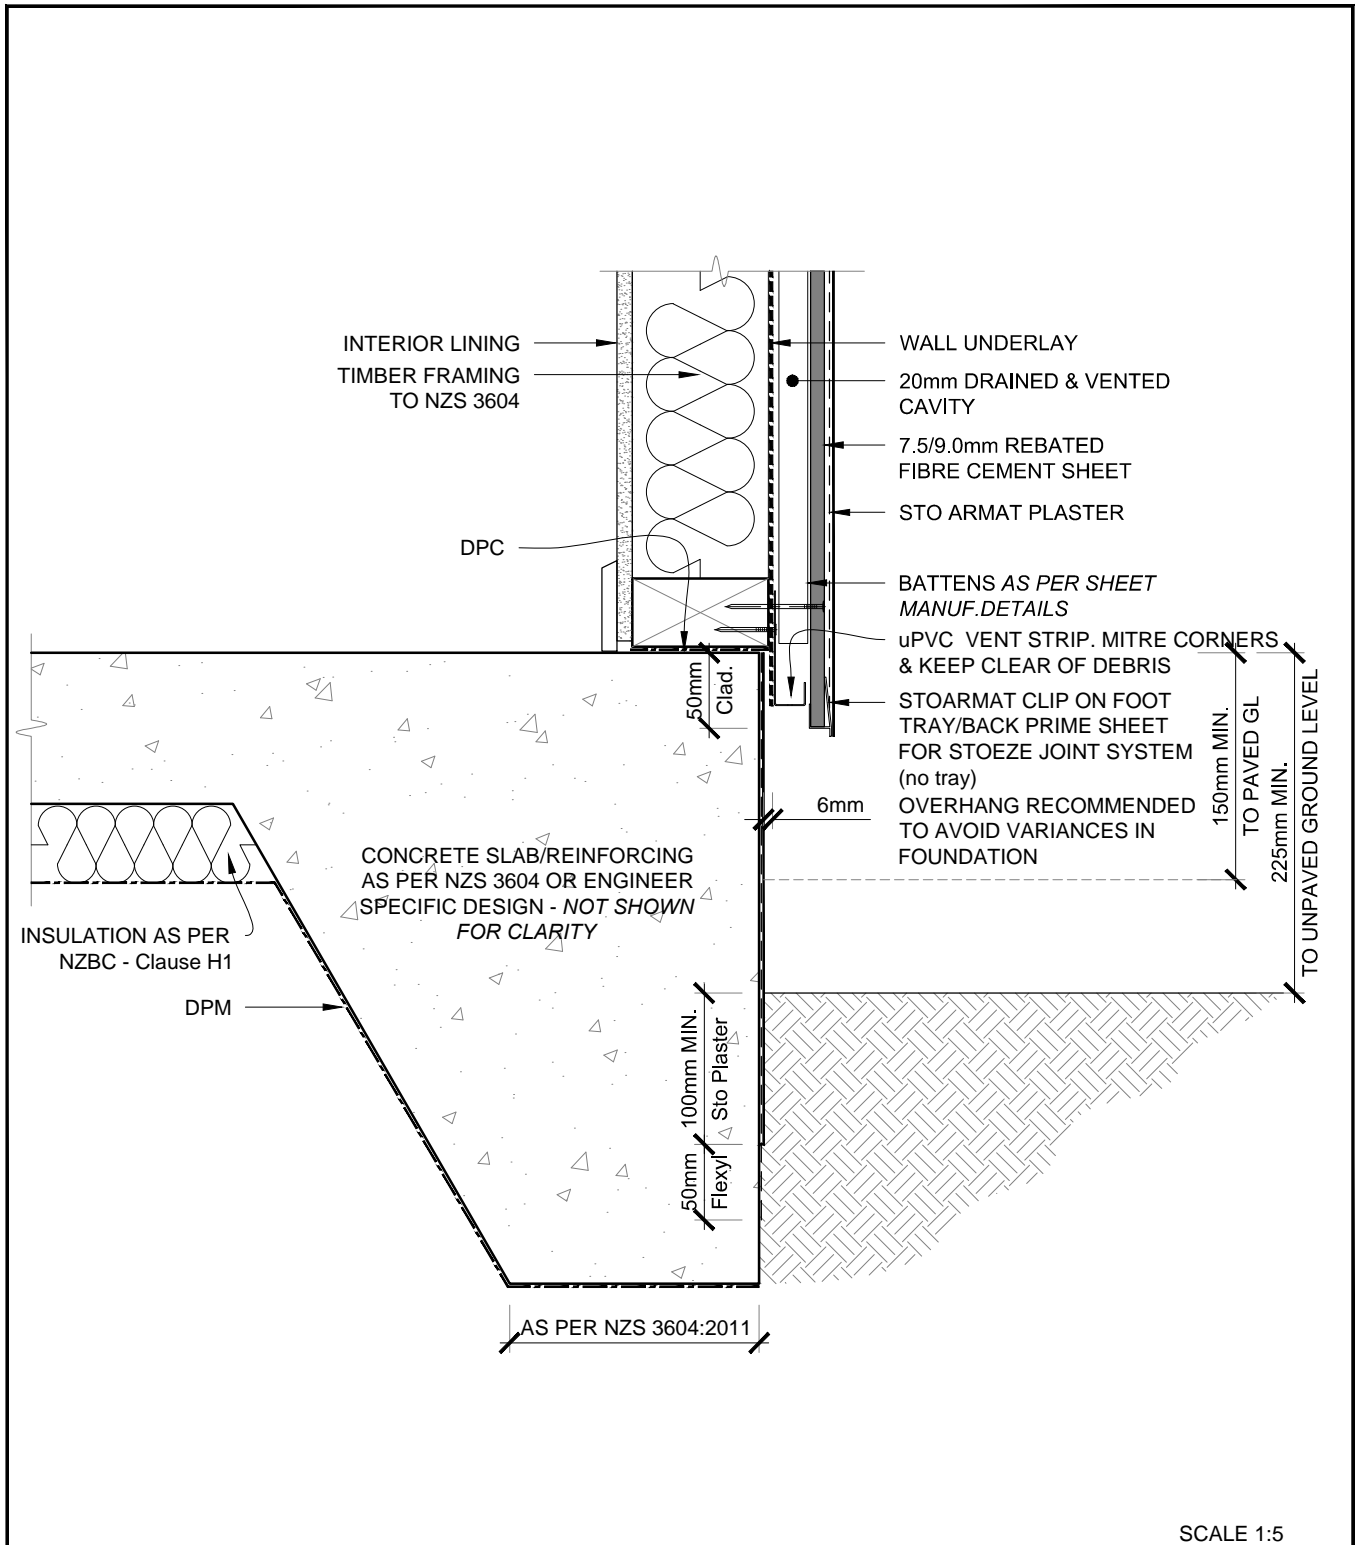 INTERIOR LINING
TIMBER FRAMING
TO NZS 3604
DPC
WALL UNDERLAY
20mm DRAINED & VENTED
CAVITY
7.5/9.0mm REBATED
FIBRE CEMENT SHEET
STO ARMAT PLASTER
BATTENS AS PER SHEET
MANUF.DETAILS
uPVC VENT STRIP. MITRE CORNERS
& KEEP CLEAR OF DEBRIS
STOARMAT CLIP ON FOOT
TRAY/BACK PRIME SHEET
FOR STOEZE JOINT SYSTEM
(no tray)
6mm
OVERHANG RECOMMENDED
TO AVOID VARIANCES IN
FOUNDATION
50mm
Clad.
150mm MIN.
TO PAVED GL
225mm MIN.
TO UNPAVED GROUND LEVEL
CONCRETE SLAB/REINFORCING
AS PER NZS 3604 OR ENGINEER
SPECIFIC DESIGN - NOT SHOWN
FOR CLARITY
INSULATION AS PER
NZBC - Clause H1
DPM
100mm MIN.
Sto Plaster
50mm
Flexyl
AS PER NZS 3604:2011
SCALE 1:5